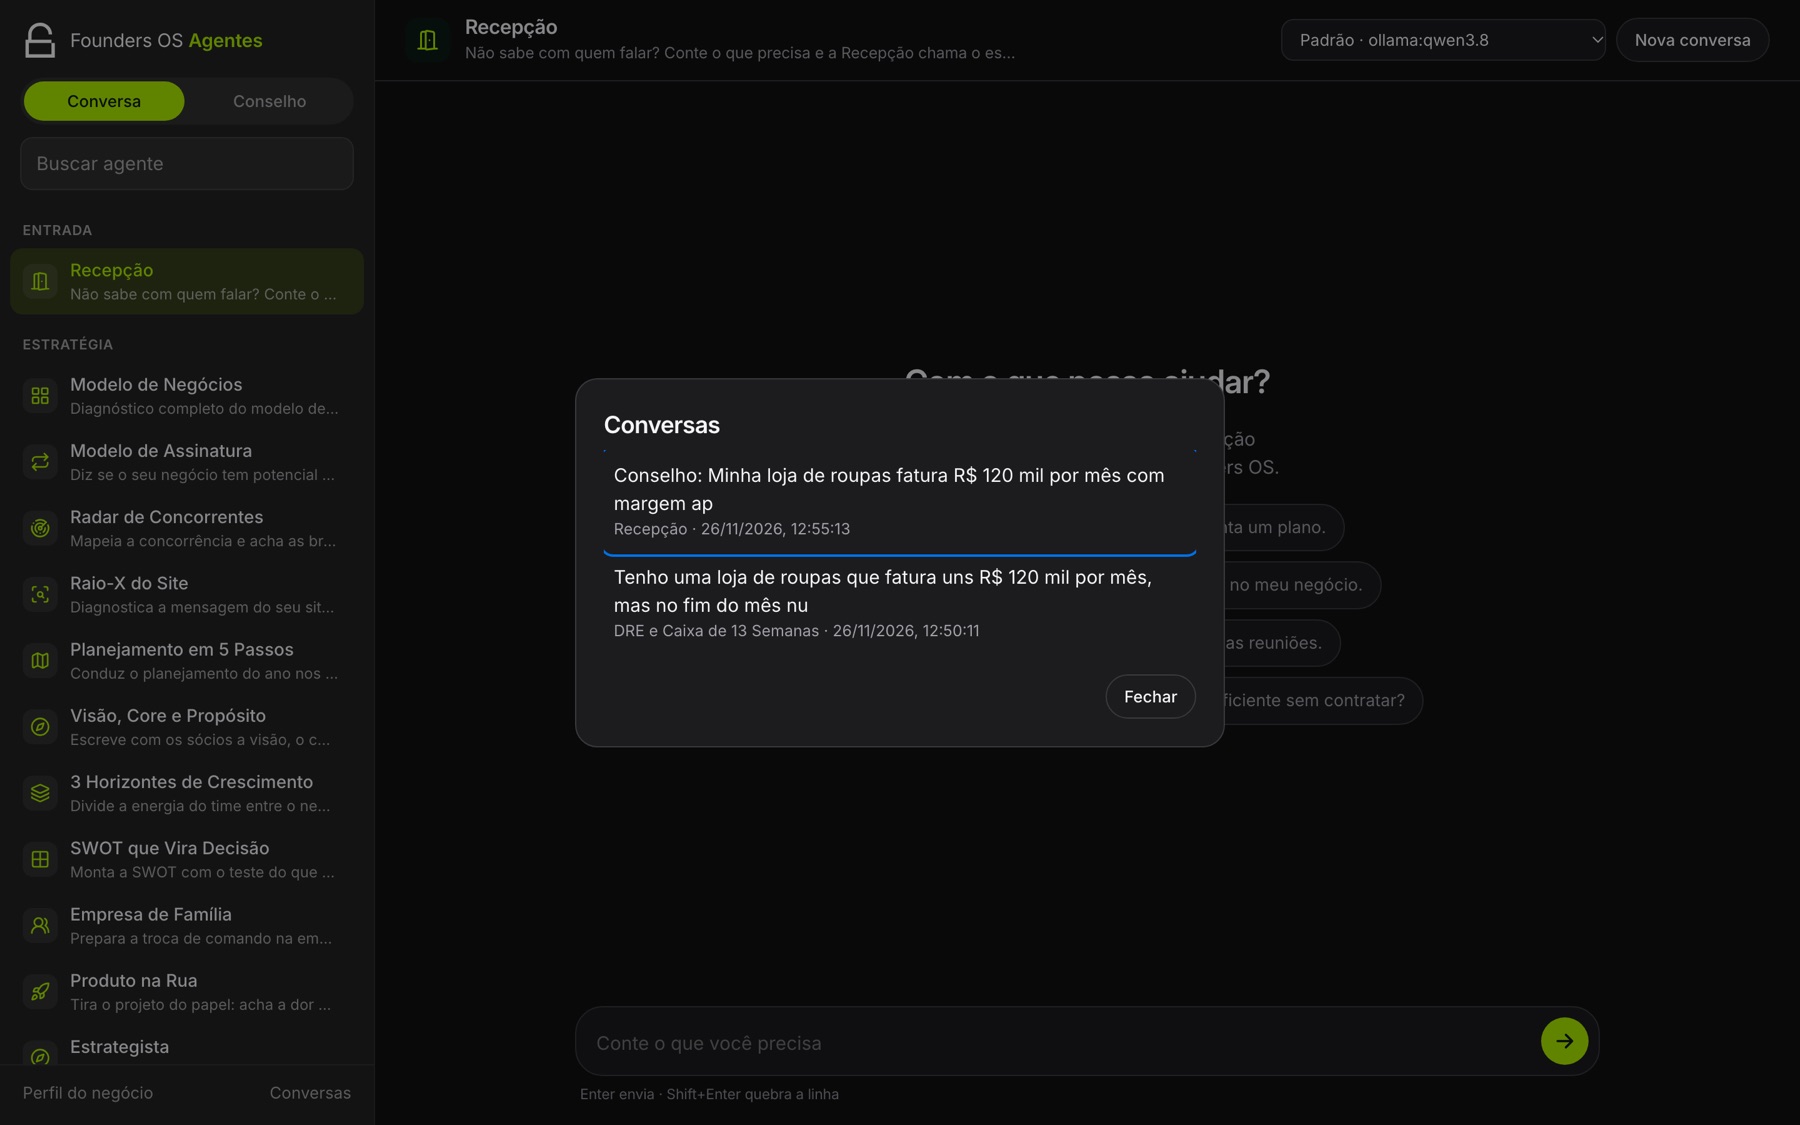 Founders OS Agentes
Conversa
Conselho
Buscar agente
ENTRADA
Recepção
Não sabe com quem falar? Conte o ...
ESTRATÉGIA
Modelo de Negócios
Diagnóstico completo do modelo de...
Modelo de Assinatura
Diz se o seu negócio tem potencial ...
Radar de Concorrentes
Mapeia a concorrência e acha as br...
Raio-X do Site
Diagnostica a mensagem do seu sit...
Planejamento em 5 Passos
Conduz o planejamento do ano nos ...
Visão, Core e Propósito
Escreve com os sócios a visão, o c...
3 Horizontes de Crescimento
Divide a energia do time entre o ne...
SWOT que Vira Decisão
Monta a SWOT com o teste do que ...
Empresa de Família
Prepara a troca de comando na em...
Produto na Rua
Tira o projeto do papel: acha a dor ...
Estrategista
Perfil do negócio
Conversas
Recepção
Não sabe com quem falar? Conte o que precisa e a Recepção chama o es...
Padrão · ollama:qwen3.8
Nova conversa
Conversas
Conselho: Minha loja de roupas fatura R$ 120 mil por mês com
margem ap
Recepção · 26/11/2026, 12:55:13
Tenho uma loja de roupas que fatura uns R$ 120 mil por mês,
mas no fim do mês nu
DRE e Caixa de 13 Semanas · 26/11/2026, 12:50:11
Fechar
um plano.
no meu negócio.
as reuniões.
sem contratar?
Conte o que você precisa
Enter envia · Shift+Enter quebra a linha